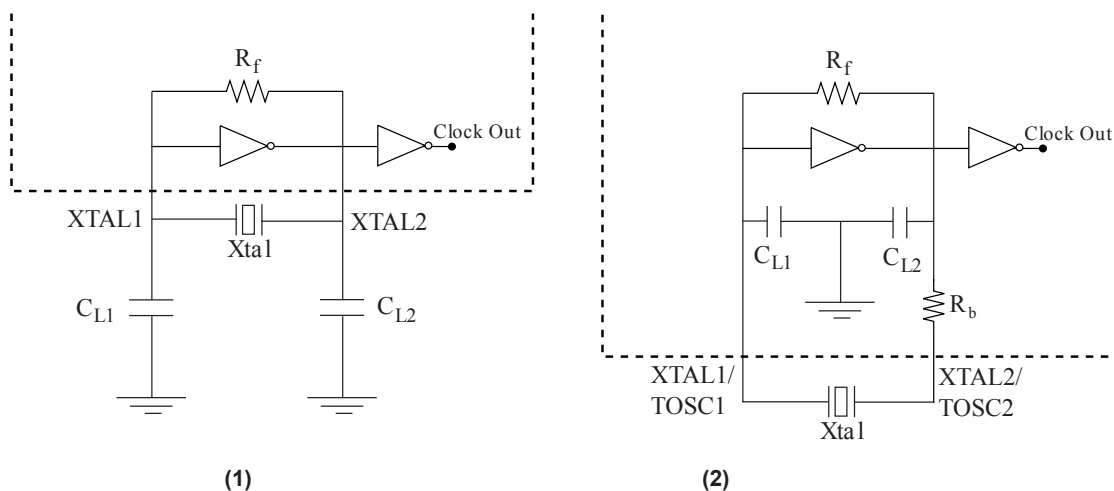 R_f
Clock Out
XTAL1
XTAL2
Xtal
C_L1
C_L2
(1)
R_f
Clock Out
C_L1
C_L2
R_b
XTAL1/
TOSC1
XTAL2/
TOSC2
Xtal
(2)